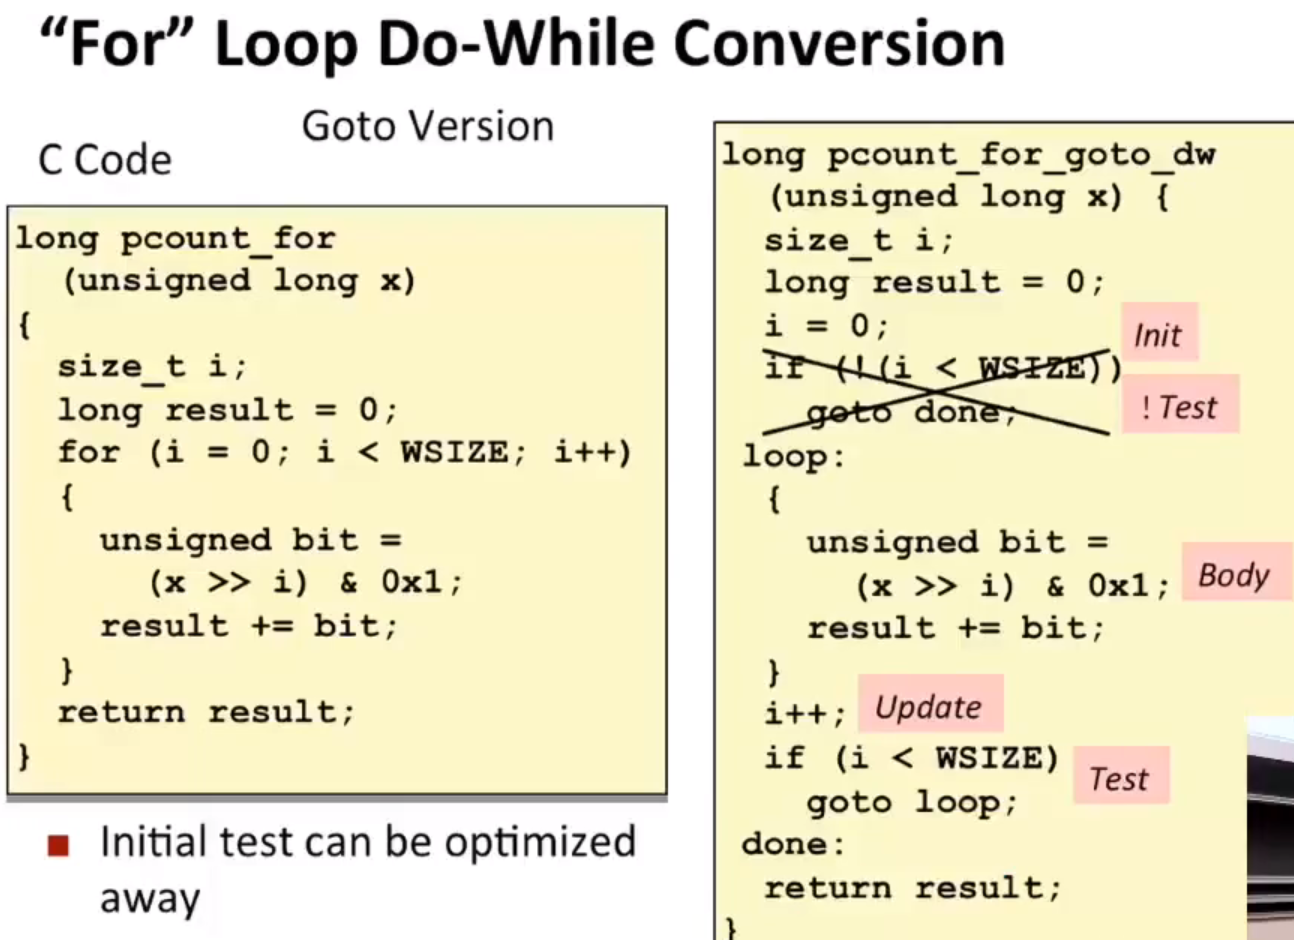 “For” Loop Do-While Conversion
Goto Version
C Code
long pcount_for
(unsigned long x)
{
size_t i;
long result = 0;
for (i = 0; i < WSIZE; i++)
{
unsigned bit =
(x >> i) & 0x1;
result += bit;
}
return result;
}
■ Initial test can be optimized
away
long pcount_for_goto_dw
(unsigned long x) {
size_t i;
long result = 0;
i = 0;
Init
if (!(i < WSIZE))
goto done;
! Test
loop:
{
unsigned bit =
(x >> i) & 0x1;
Body
result += bit;
}
i++;
Update
if (i < WSIZE)
Test
goto loop;
done:
return result;
}